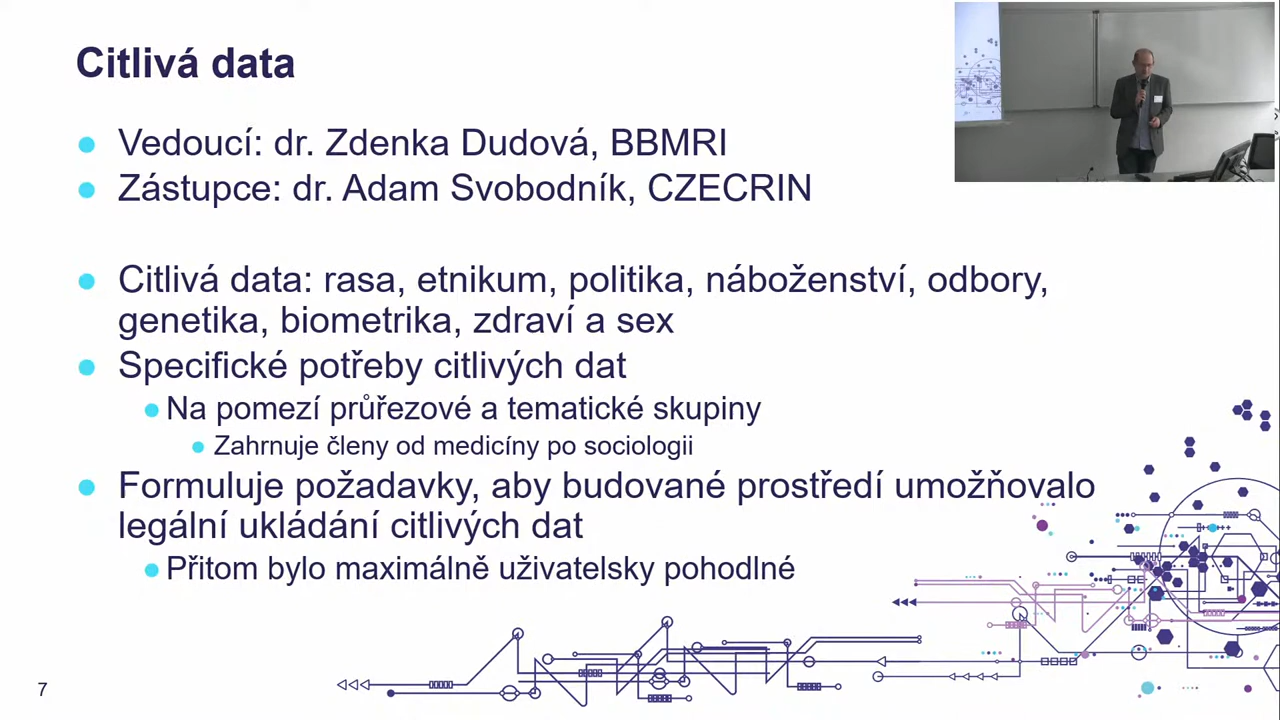 Citlivá data
Vedoucí: dr. Zdenka Dudová, BBMRI
Zástupce: dr. Adam Svobodník, CZECRIN
Citlivá data: rasa, etnikum, politika, náboženství, odbory,
genetika, biometrika, zdraví a sex
Specifické potřeby citlivých dat
Na pomezí průřezové a tematické skupiny
Zahrnuje členy od medicíny po sociologii
Formuluje požadavky, aby budované prostředí umožňovalo
legální ukládání citlivých dat
Přitom bylo maximálně uživatelsky pohodlné
7